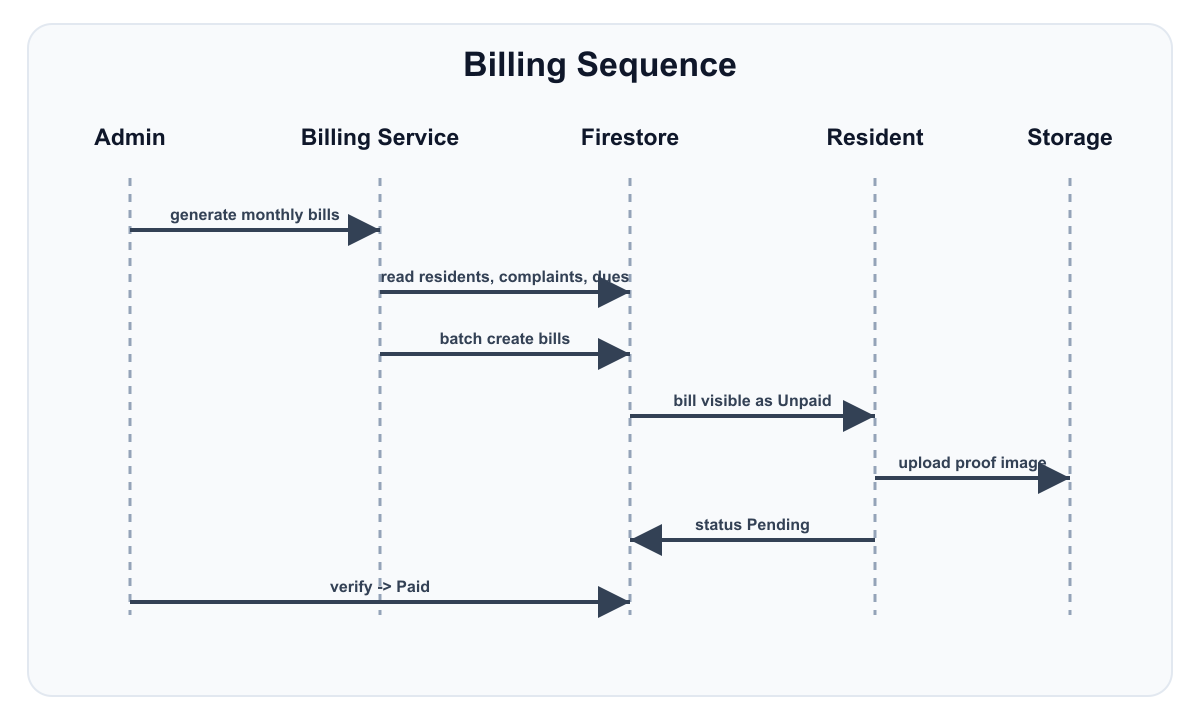 Billing Sequence
Admin Billing Service Firestore Resident Storage
generate monthly bills
read residents, complaints, dues
batch create bills
bill visible as Unpaid
upload proof image
status Pending
verify -> Paid